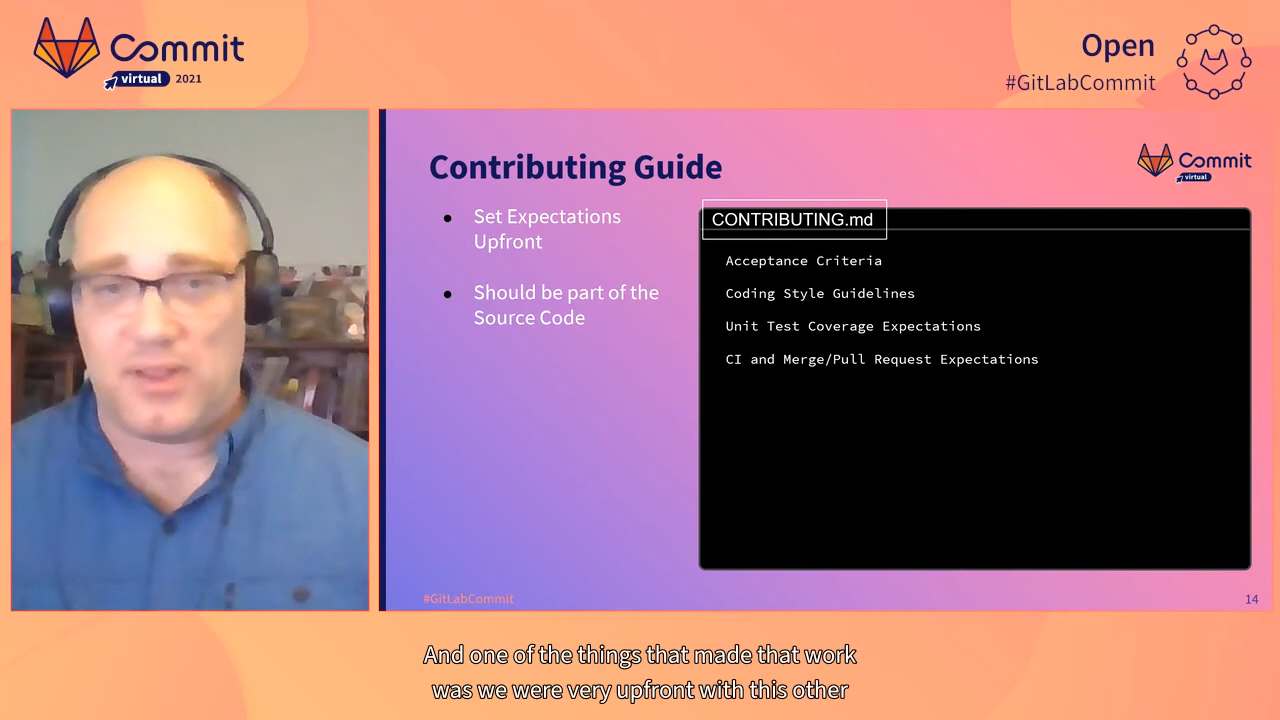 Commit
virtual 2021
Open
#GitLabCommit
Contributing Guide
Commit
virtual
● Set Expectations
Upfront
● Should be part of the
Source Code
CONTRIBUTING.md
Acceptance Criteria
Coding Style Guidelines
Unit Test Coverage Expectations
CI and Merge/Pull Request Expectations
#GitLabCommit
14
And one of the things that made that work
was we were very upfront with this other